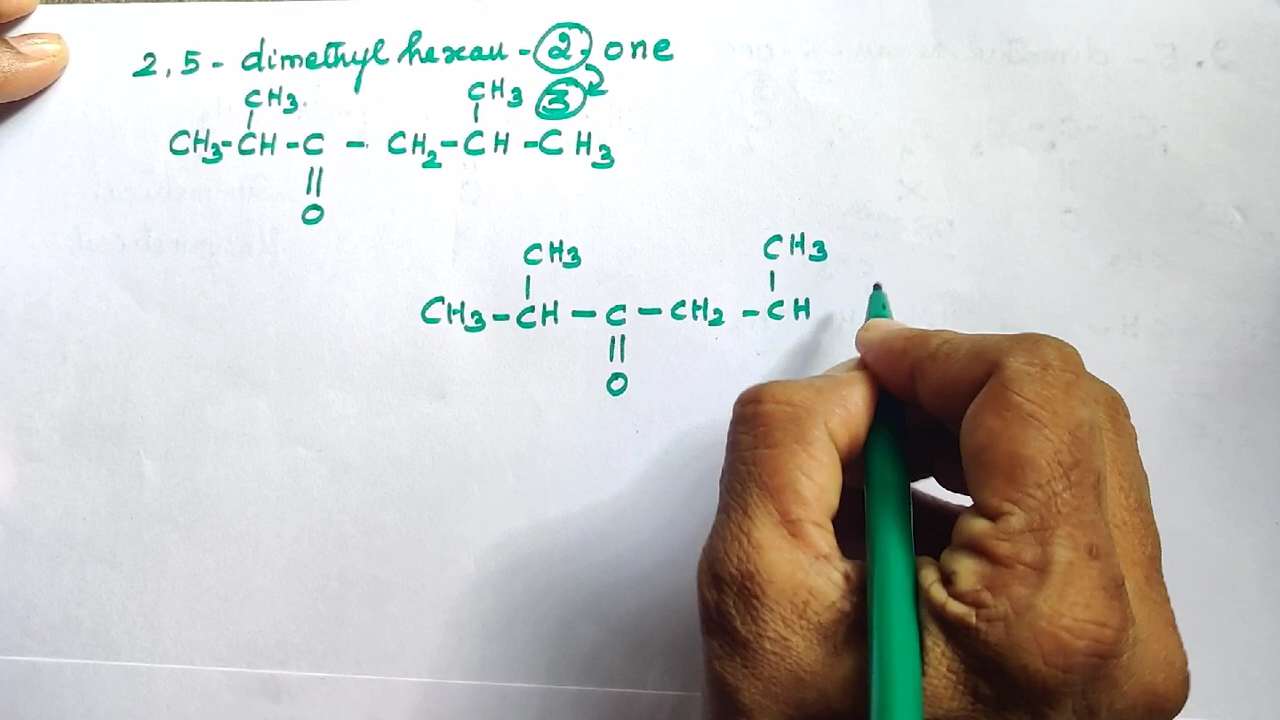 2,5 - dimethyl hexan - 2 - one
CH3 CH3 3
CH3 - CH - C - CH2 - CH - CH3
||
O
CH3 CH3
| |
CH3 - CH - C - CH2 - CH
||
O